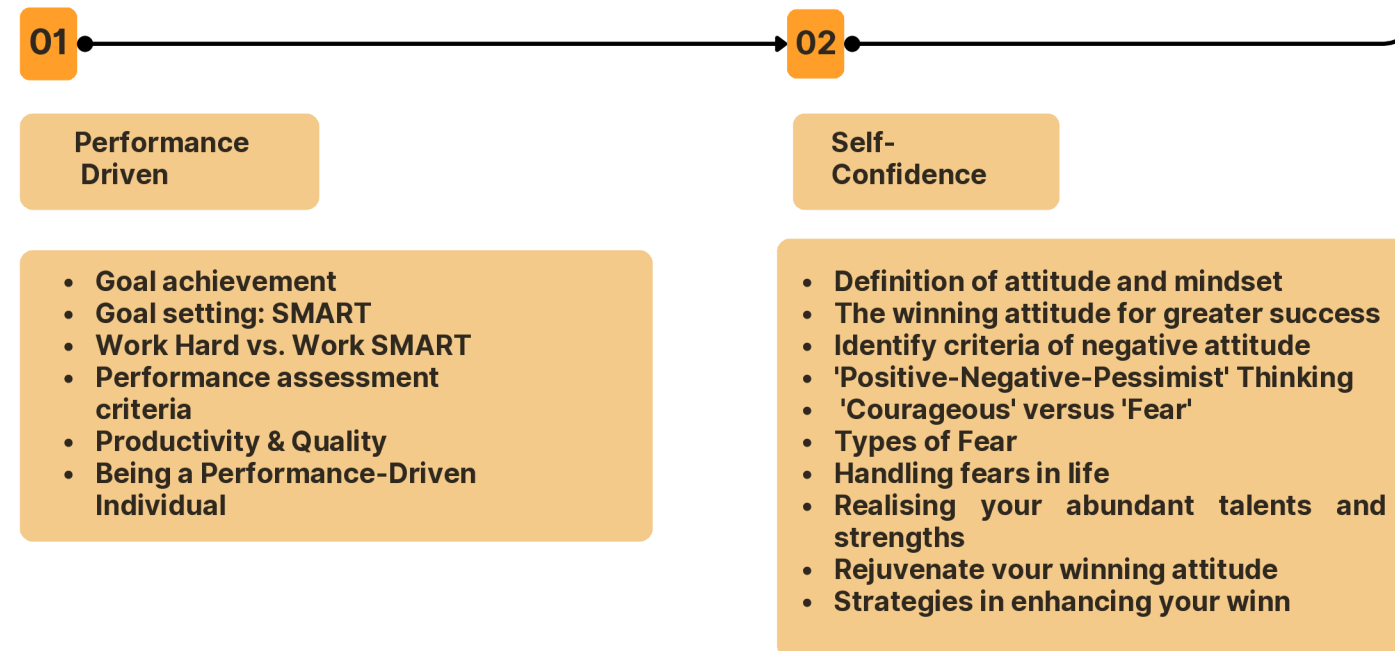 01
02
Performance
Driven
Self-
Confidence
• Goal achievement
• Goal setting: SMART
• Work Hard vs. Work SMART
• Performance assessment
criteria
• Productivity & Quality
• Being a Performance-Driven
Individual
• Definition of attitude and mindset
• The winning attitude for greater success
• Identify criteria of negative attitude
• 'Positive-Negative-Pessimist' Thinking
• 'Courageous' versus 'Fear'
• Types of Fear
• Handling fears in life
• Realising your abundant talents and
strengths
• Rejuvenate vour winning attitude
• Strategies in enhancing your winn